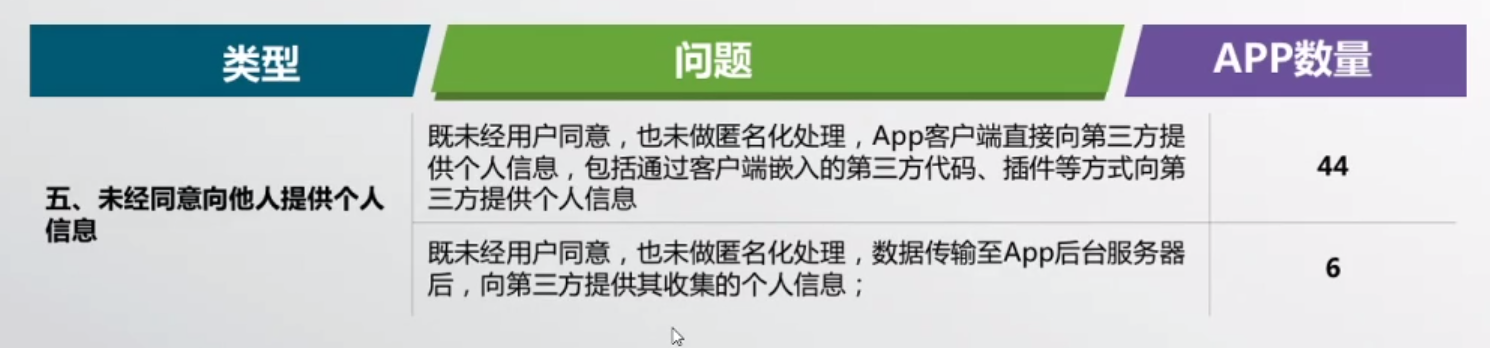 类型
问题
APP数量
五、未经同意向他人提供个人
信息
既未经用户同意，也未做匿名化处理，App客户端直接向第三方提
供个人信息，包括通过客户端嵌入的第三方代码、插件等方式向第
三方提供个人信息
44
既未经用户同意，也未做匿名化处理，数据传输至App后台服务器
后，向第三方提供其收集的个人信息；
6